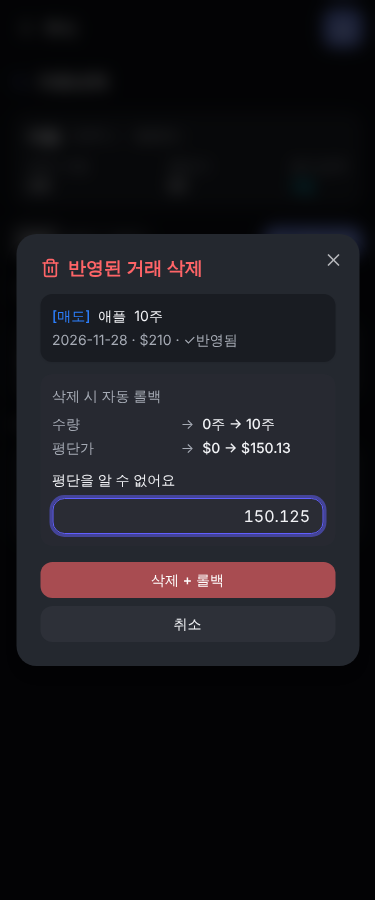 반영된 거래 삭제
[매도] 애플 10주
2026-11-28 · $210 · ✓반영됨
삭제 시 자동 롤백
수량 → 0주 → 10주
평단가 → $0 → $150.13
평단을 알 수 없어요
150.125
삭제 + 롤백
취소